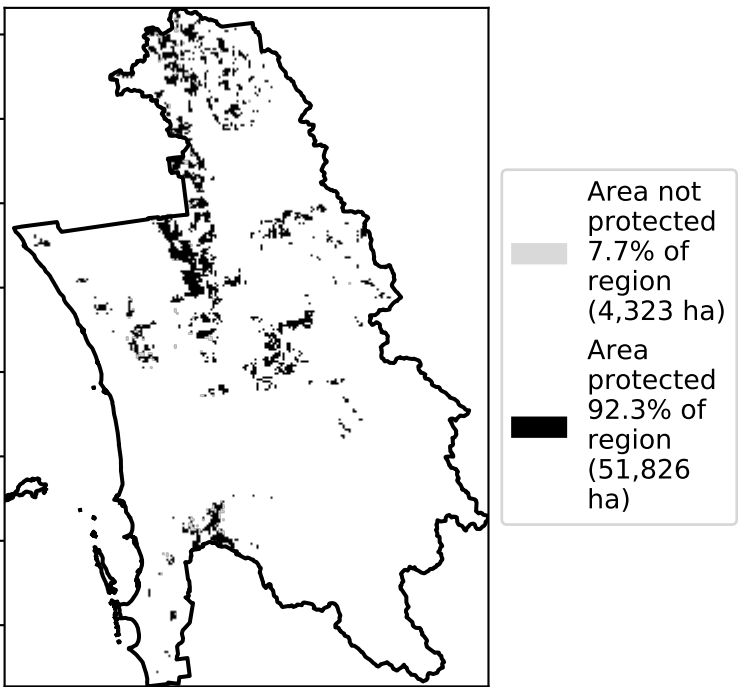 Area not
protected
7.7% of
region
(4,323 ha)
Area
protected
92.3% of
region
(51,826
ha)